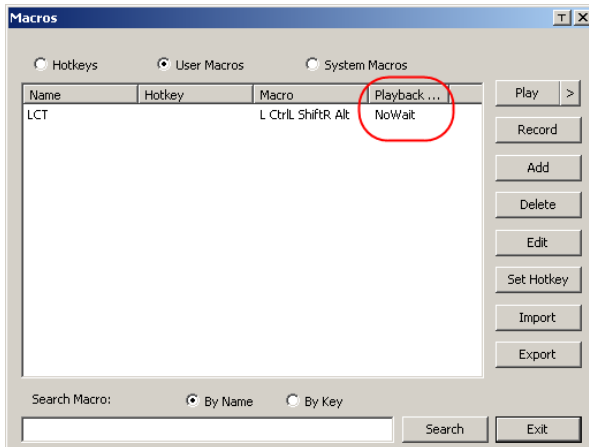 Macros
Hotkeys User Macros System Macros
Name Hotkey Macro Playback ...
LCT L CtrlL ShiftR Alt NoWait
Play >
Record
Add
Delete
Edit
Set Hotkey
Import
Export
Search Macro: By Name By Key
Search Exit